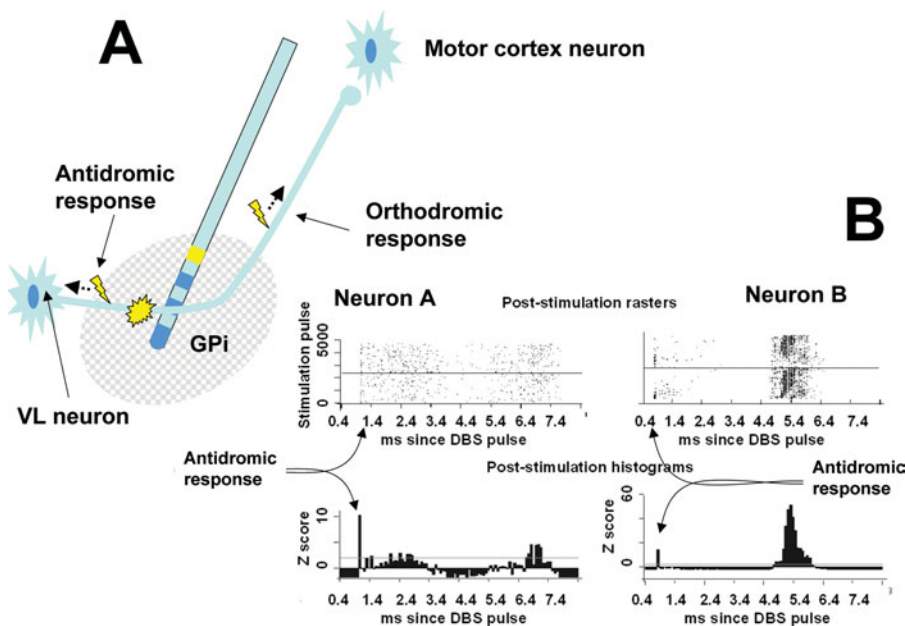 A
Motor cortex neuron
Antidromic
response
Orthodromic
response
B
GPi
VL neuron
Neuron A
Post-stimulation rasters
Neuron B
Stimulation pulse
5000
0
0.4 1.4 2.4 3.4 4.4 5.4 6.4 7.4
ms since DBS pulse
0.4 1.4 2.4 3.4 4.4 5.4 6.4 7.4
ms since DBS pulse
Antidromic
response
Post-stimulation histograms
Antidromic
response
Z score
10
0
0.4 1.4 2.4 3.4 4.4 5.4 6.4 7.4
ms since DBS pulse
Z score
60
0
0.4 1.4 2.4 3.4 4.4 5.4 6.4 7.4
ms since DBS pulse